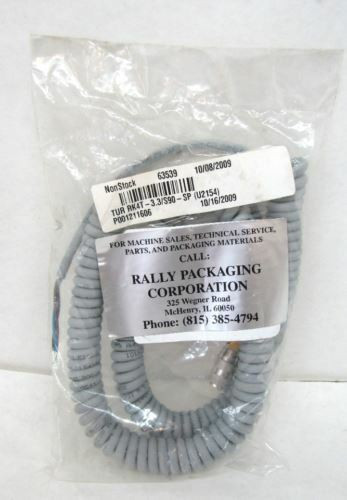 NonStock 63539 10/08/2009
TUR RK4T-3.3/S90-SP (U2154)
P001211606 10/16/2009
FOR MACHINE SALES, TECHNICAL SERVICE,
PARTS, AND PACKAGING MATERIALS
CALL:
RALLY PACKAGING
CORPORATION
325 Wegner Road
McHenry, IL 60050
Phone: (815) 385-4794